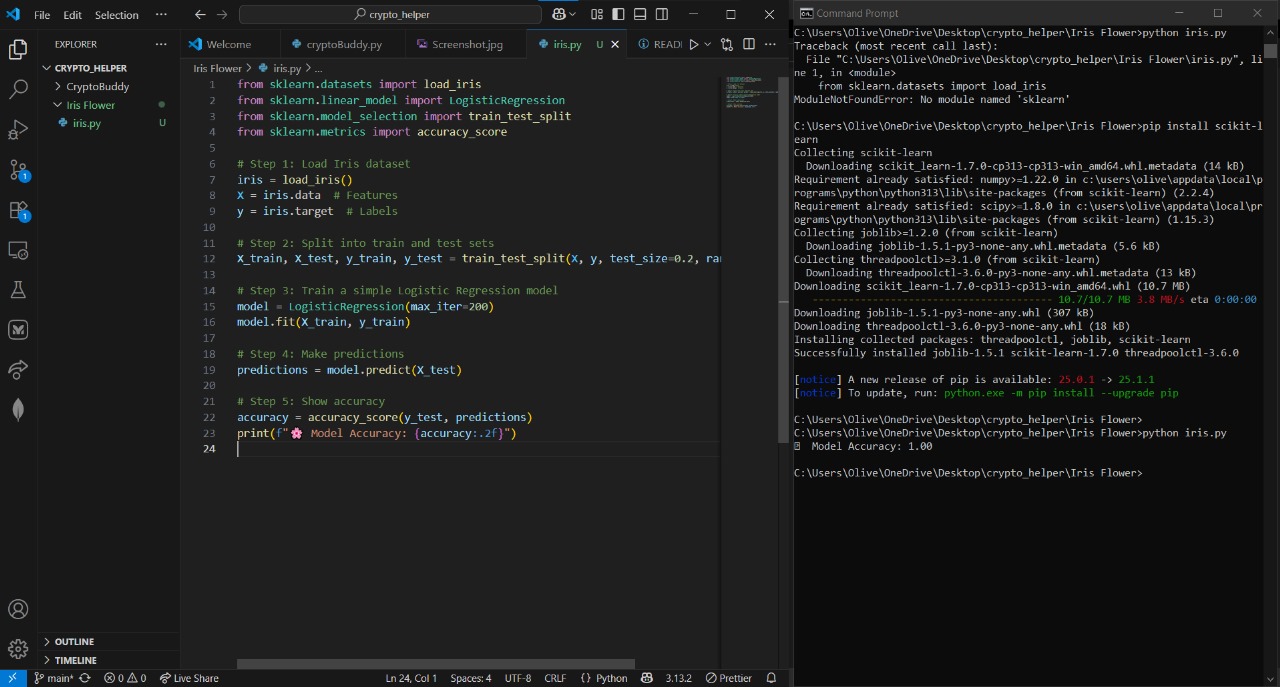 File Edit Selection ··· crypto_helper
EXPLORER ···
CRYPTO_HELPER
CryptoBuddy
Iris Flower
iris.py U
OUTLINE
TIMELINE
1
1
Welcome cryptoBuddy.py Screenshot.jpg iris.py U READ
Iris Flower > iris.py > ...
1 from sklearn.datasets import load_iris
2 from sklearn.linear_model import LogisticRegression
3 from sklearn.model_selection import train_test_split
4 from sklearn.metrics import accuracy_score
5
6 # Step 1: Load Iris dataset
7 iris = load_iris()
8 X = iris.data # Features
9 y = iris.target # Labels
10
11 # Step 2: Split into train and test sets
12 X_train, X_test, y_train, y_test = train_test_split(X, y, test_size=0.2, ran
13
14 # Step 3: Train a simple Logistic Regression model
15 model = LogisticRegression(max_iter=200)
16 model.fit(X_train, y_train)
17
18 # Step 4: Make predictions
19 predictions = model.predict(X_test)
20
21 # Step 5: Show accuracy
22 accuracy = accuracy_score(y_test, predictions)
23 print(f"🌸 Model Accuracy: {accuracy:.2f}")
24
main* 0 0 Live Share Ln 24, Col 1 Spaces: 4 UTF-8 CRLF {} Python 3.13.2 Prettier
Command Prompt
C:\Users\Olive\OneDrive\Desktop\crypto_helper\Iris Flower>python iris.py
Traceback (most recent call last):
File "C:\Users\Olive\OneDrive\Desktop\crypto_helper\Iris Flower\iris.py", li
ne 1, in <module>
from sklearn.datasets import load_iris
ModuleNotFoundError: No module named 'sklearn'
C:\Users\Olive\OneDrive\Desktop\crypto_helper\Iris Flower>pip install scikit-l
earn
Collecting scikit-learn
Downloading scikit_learn-1.7.0-cp313-cp313-win_amd64.whl.metadata (14 kB)
Requirement already satisfied: numpy>=1.22.0 in c:\users\olive\appdata\local\p
rograms\python\python313\lib\site-packages (from scikit-learn) (2.2.4)
Requirement already satisfied: scipy>=1.8.0 in c:\users\olive\appdata\local\pr
ograms\python\python313\lib\site-packages (from scikit-learn) (1.15.3)
Collecting joblib>=1.2.0 (from scikit-learn)
Downloading joblib-1.5.1-py3-none-any.whl.metadata (5.6 kB)
Collecting threadpoolctl>=3.1.0 (from scikit-learn)
Downloading threadpoolctl-3.6.0-py3-none-any.whl.metadata (13 kB)
Downloading scikit_learn-1.7.0-cp313-cp313-win_amd64.whl (10.7 MB)
---------------------------------------- 10.7/10.7 MB 3.8 MB/s eta 0:00:00
Downloading joblib-1.5.1-py3-none-any.whl (307 kB)
Downloading threadpoolctl-3.6.0-py3-none-any.whl (18 kB)
Installing collected packages: threadpoolctl, joblib, scikit-learn
Successfully installed joblib-1.5.1 scikit-learn-1.7.0 threadpoolctl-3.6.0
[notice] A new release of pip is available: 25.0.1 -> 25.1.1
[notice] To update, run: python.exe -m pip install --upgrade pip
C:\Users\Olive\OneDrive\Desktop\crypto_helper\Iris Flower>
C:\Users\Olive\OneDrive\Desktop\crypto_helper\Iris Flower>python iris.py
Model Accuracy: 1.00
C:\Users\Olive\OneDrive\Desktop\crypto_helper\Iris Flower>